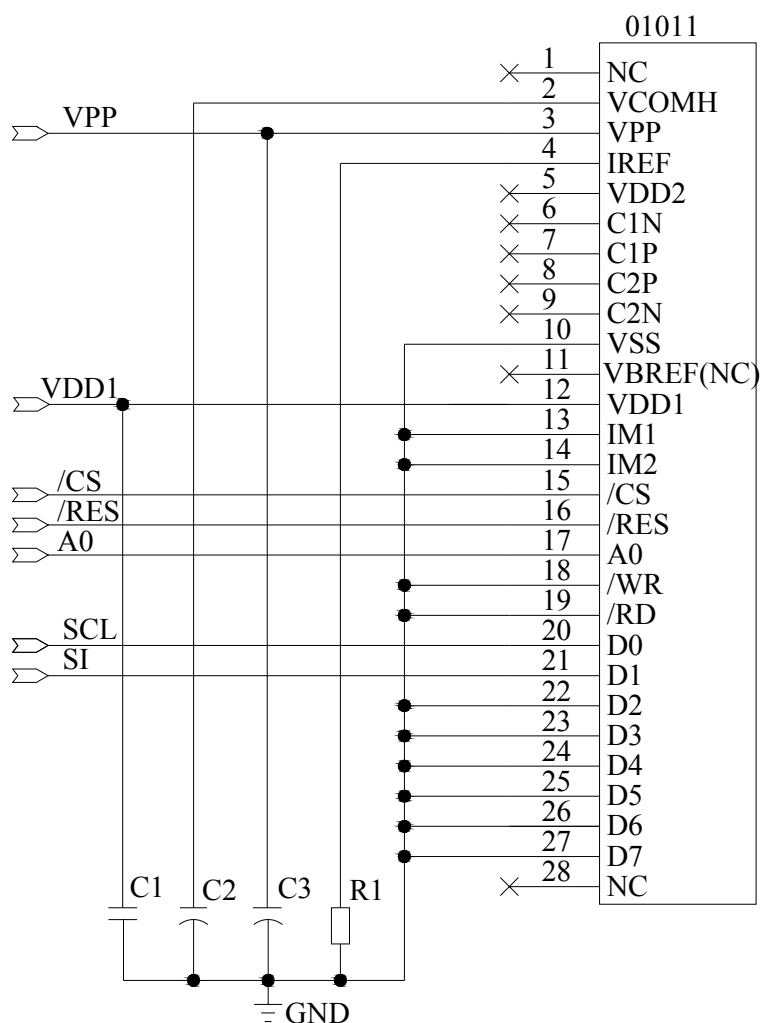 01011
1 NC
2 VCOMH
VPP 3 VPP
4 IREF
5 VDD2
6 C1N
7 C1P
8 C2P
9 C2N
10 VSS
11 VBREF(NC)
VDD1 12 VDD1
13 IM1
14 IM2
/CS 15 /CS
/RES 16 /RES
A0 17 A0
18 /WR
19 /RD
SCL 20 D0
SI 21 D1
22 D2
23 D3
24 D4
25 D5
26 D6
27 D7
28 NC
C1 C2 C3 R1
GND